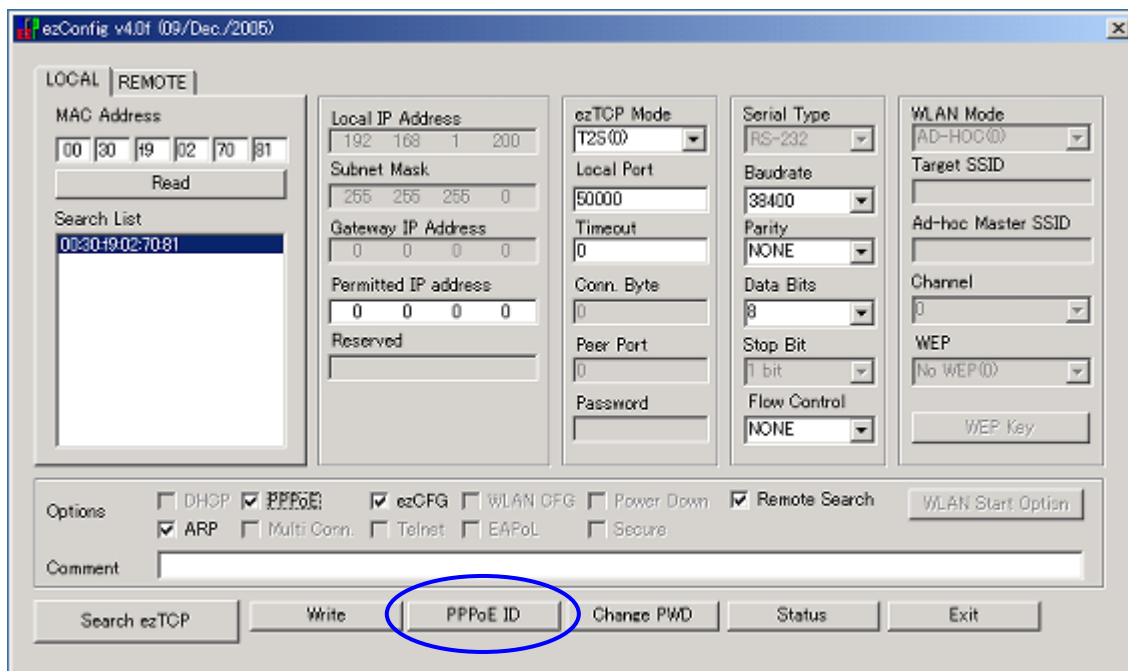 ezConfig v4.0f (09/Dec./2005)
LOCAL REMOTE
MAC Address
00 30 f9 02 70 81
Read
Search List
00:30:f9:02:70:81
Local IP Address
192 168 1 200
Subnet Mask
255 255 255 0
Gateway IP Address
0 0 0 0
Permitted IP address
0 0 0 0
Reserved
ezTCP Mode
T2S(0)
Local Port
50000
Timeout
0
Conn. Byte
0
Peer Port
0
Password
Serial Type
RS-232
Baudrate
38400
Parity
NONE
Data Bits
8
Stop Bit
1 bit
Flow Control
NONE
WLAN Mode
AD-HOC(0)
Target SSID
Ad-hoc Master SSID
Channel
0
WEP
No WEP(0)
WEP Key
Options
DHCP PPPoE ezCFG WLAN CFG Power Down Remote Search
WLAN Start Option
ARP Multi Conn. Telnet EAPoL Secure
Comment
Search ezTCP Write PPPoE ID Change PWD Status Exit